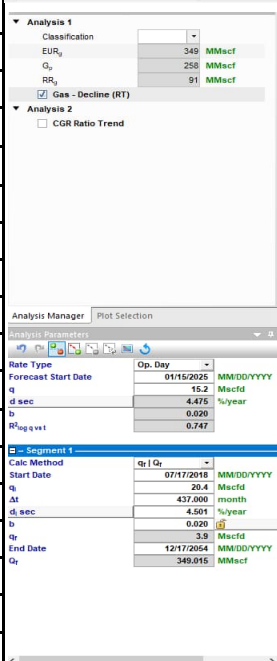 Analysis 1
Classification
EURg 349 MMscf
Gp 258 MMscf
RRg 91 MMscf
Gas - Decline (RT)
Analysis 2
CGR Ratio Trend
Analysis Manager Plot Selection
Analysis Parameters
Rate Type Op. Day
Forecast Start Date 01/15/2025 MM/DD/YYYY
q 15.2 Mscfd
d sec 4.475 %/year
b 0.020
R² log q vs t 0.747
Segment 1
Calc Method qf | Qf
Start Date 07/17/2018 MM/DD/YYYY
qi 20.4 Mscfd
Δt 437.000 month
di sec 4.501 %/year
b 0.020
qf 3.9 Mscfd
End Date 12/17/2054 MM/DD/YYYY
Qf 349.015 MMscf